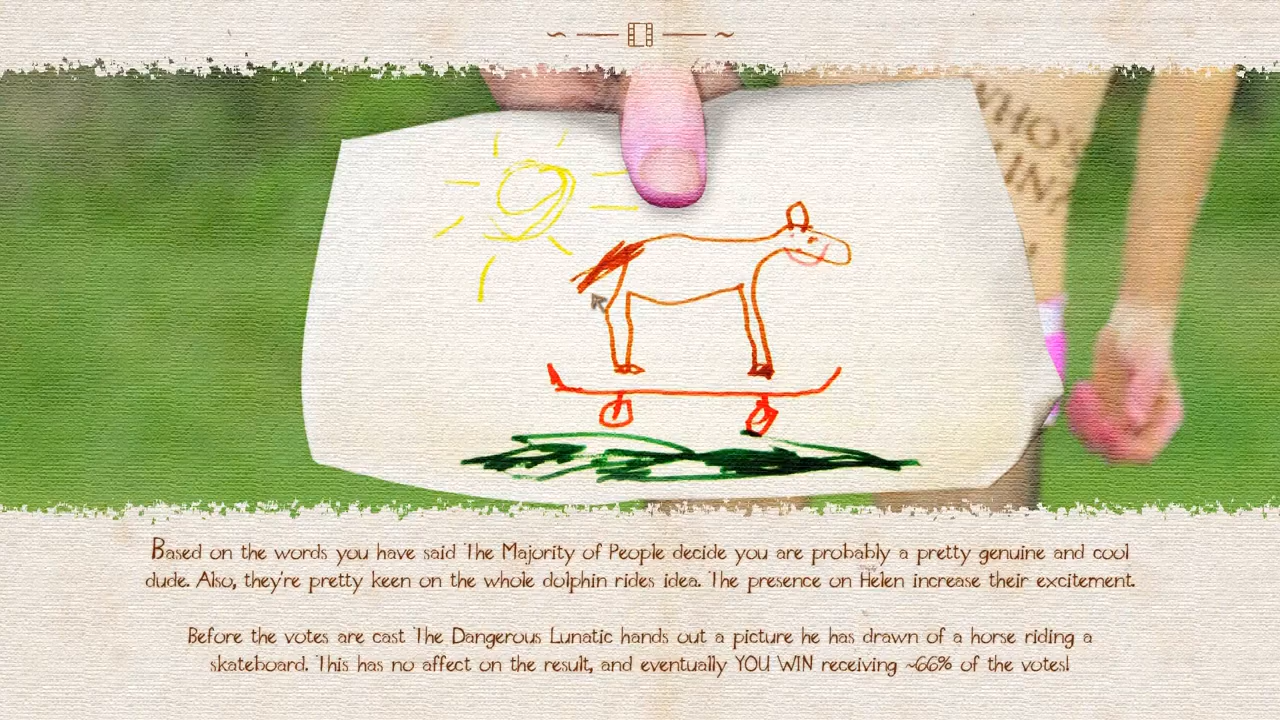 WHO'S
IN?
Based on the words you have said The Majority of People decide you are probably a pretty genuine and cool
dude. Also, they're pretty keen on the whole dolphin rides idea. The presence on Helen increase their excitement.
Before the votes are cast The Dangerous Lunatic hands out a picture he has drawn of a horse riding a
skateboard. This has no affect on the result, and eventually YOU WIN receiving ~66% of the votes!